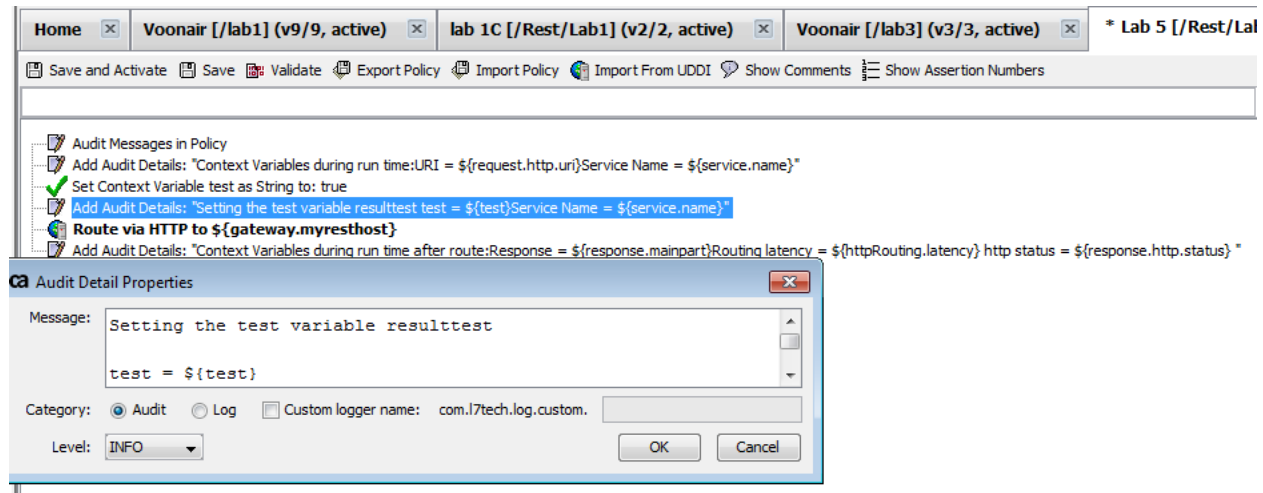 Home Voonair [/lab1] (v9/9, active) lab 1C [/Rest/Lab1] (v2/2, active) Voonair [/lab3] (v3/3, active) * Lab 5 [/Rest/Lal
Save and Activate Save Validate Export Policy Import Policy Import From UDDI Show Comments Show Assertion Numbers
Audit Messages in Policy
Add Audit Details: "Context Variables during run time:URI = ${request.http.uri}Service Name = ${service.name}"
Set Context Variable test as String to: true
Add Audit Details: "Setting the test variable resulttest test = ${test}Service Name = ${service.name}"
Route via HTTP to ${gateway.myresthost}
Add Audit Details: "Context Variables during run time after route:Response = ${response.mainpart}Routing latency = ${httpRouting.latency} http status = ${response.http.status} "
ca Audit Detail Properties
Message: Setting the test variable resulttest
test = ${test}
Category: Audit Log Custom logger name: com.l7tech.log.custom.
Level: INFO OK Cancel